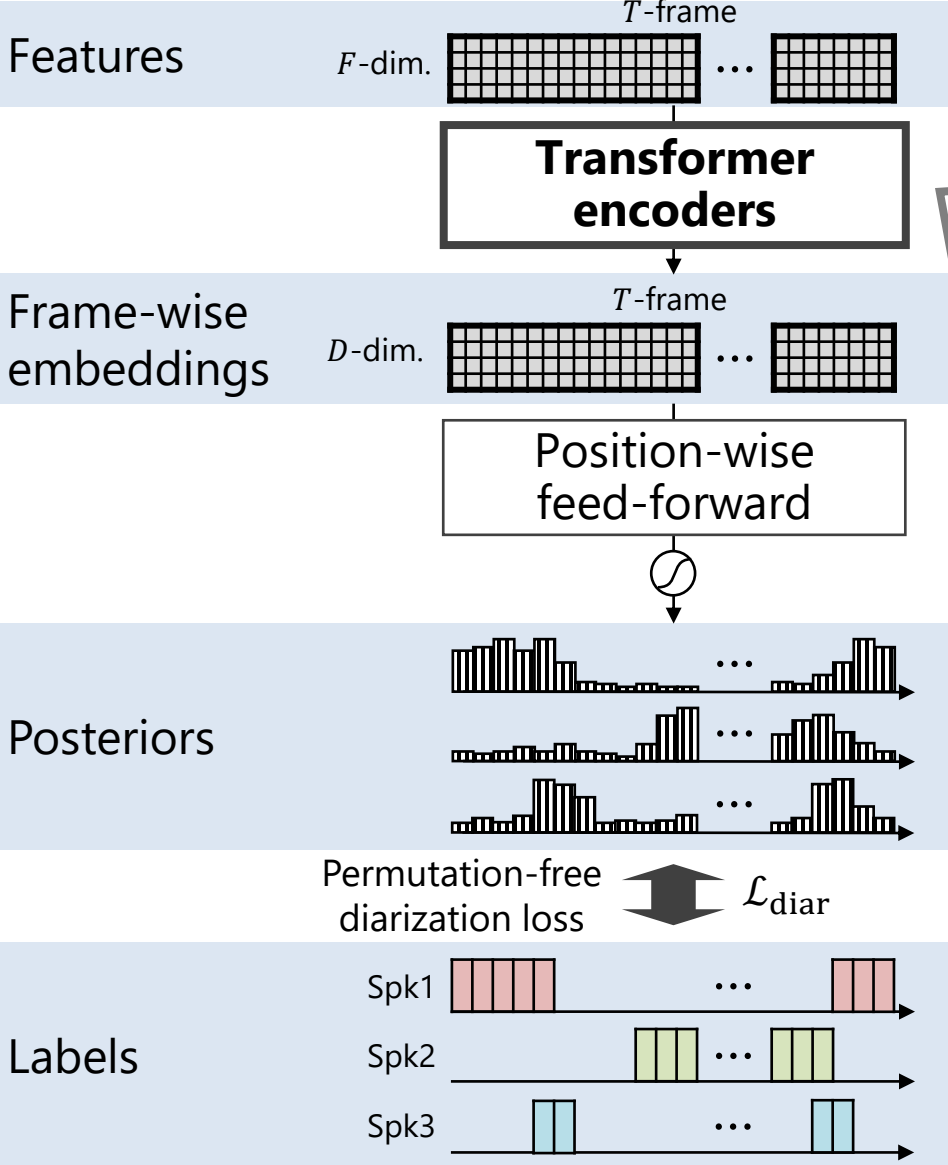 T-frame
Features
F-dim.
...
Transformer
encoders
T-frame
Frame-wise
embeddings
D-dim.
...
Position-wise
feed-forward
...
Posteriors
...
...
Permutation-free
diarization loss
ℒdiar
Spk1
...
Labels
Spk2
...
Spk3
...